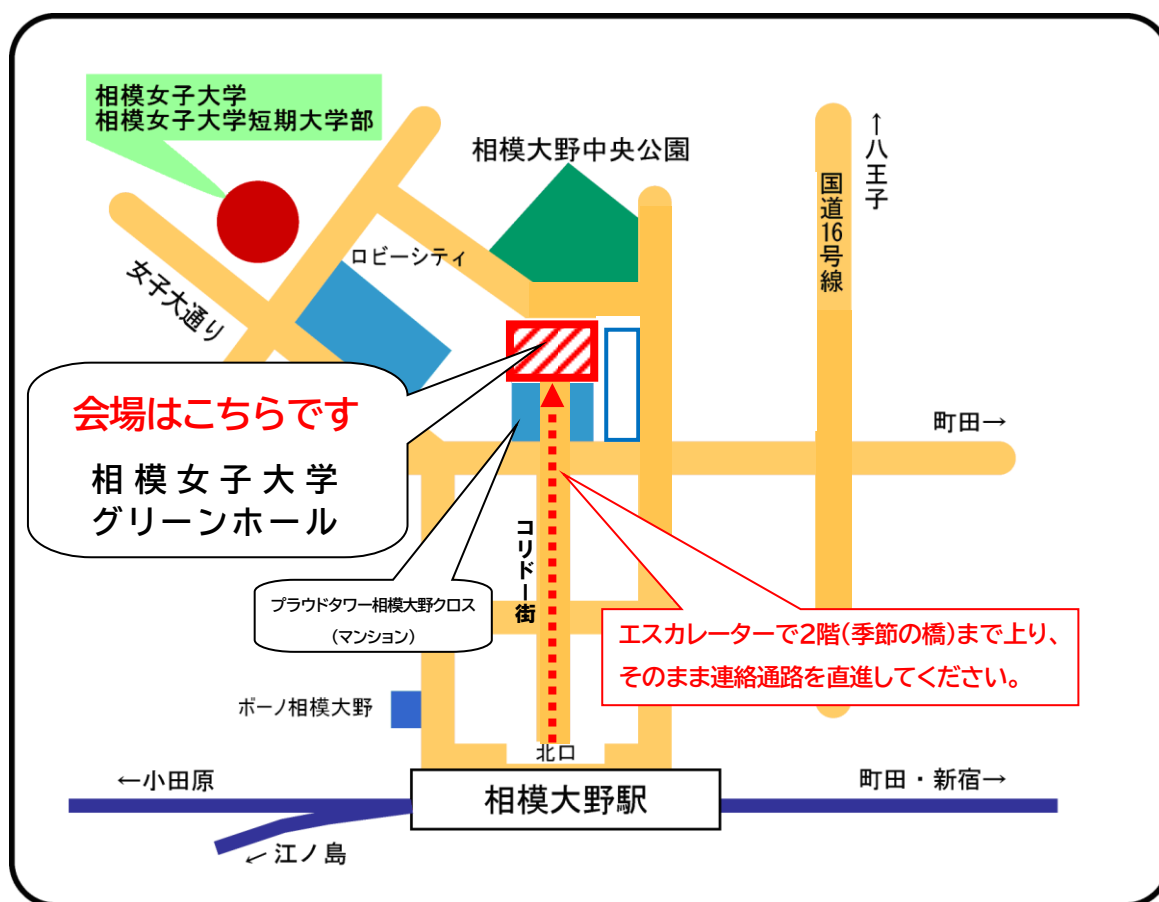 相模女子大学
相模女子大学短期大学部
相模大野中央公園
↑八王子
国道16号線
ロビーシティ
女子大通り
会場はこちらです
相模女子大学
グリーンホール
町田→
コリドー街
プラウドタワー相模大野クロス
(マンション)
エスカレーターで2階(季節の橋)まで上り、
そのまま連絡通路を直進してください。
ボーノ相模大野
北口
←小田原
相模大野駅
町田・新宿→
←江ノ島